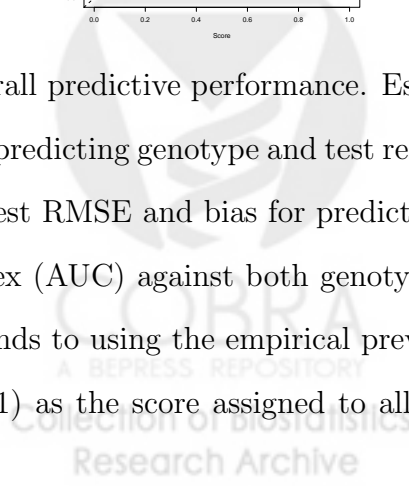 0.0 0.2 0.4 0.6 0.8 1.0
Score
rall predictive performance. Es
predicting genotype and test re
est RMSE and bias for predict
ex (AUC) against both genoty
COBRA
nds to using the empirical prev
A BEPRESS REPOSITORY
1) as the score assigned to all
Collection of Biostatistics
Research Archive